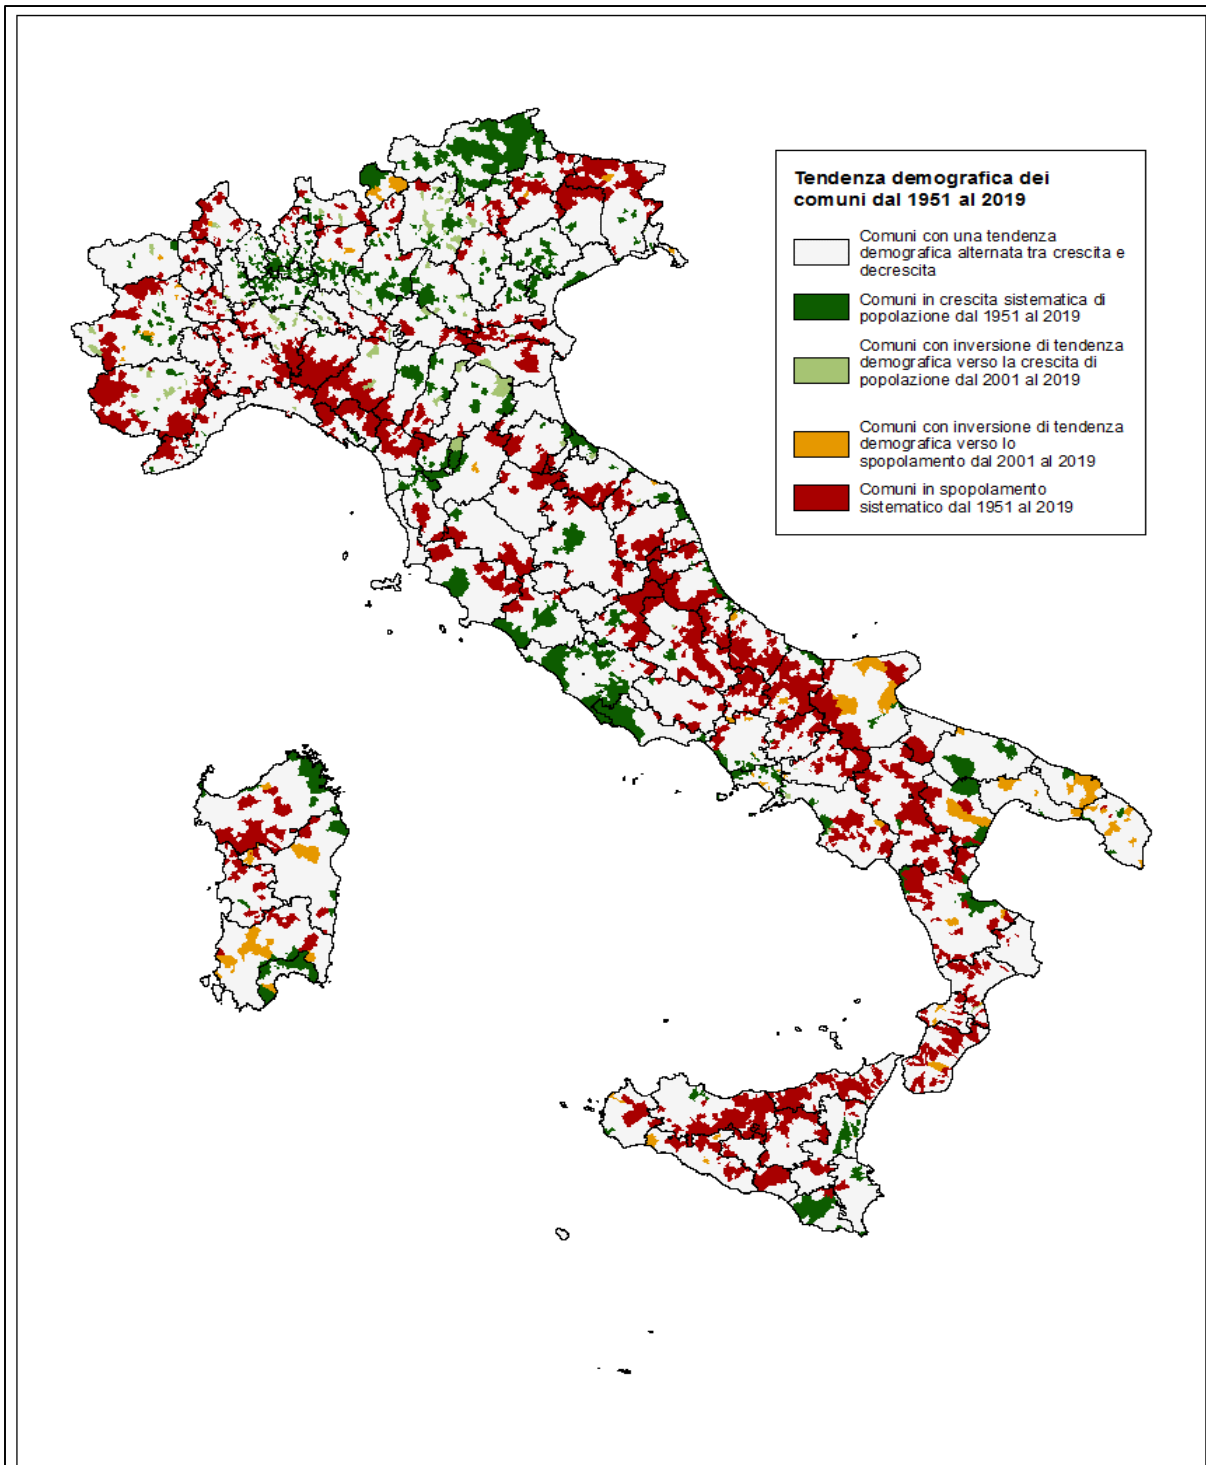 Tendenza demografica dei
comuni dal 1951 al 2019
Comuni con una tendenza
demografica alternata tra crescita e
decrescita
Comuni in crescita sistematica di
popolazione dal 1951 al 2019
Comuni con inversione di tendenza
demografica verso la crescita di
popolazione dal 2001 al 2019
Comuni con inversione di tendenza
demografica verso lo
spopolamento dal 2001 al 2019
Comuni in spopolamento
sistematico dal 1951 al 2019